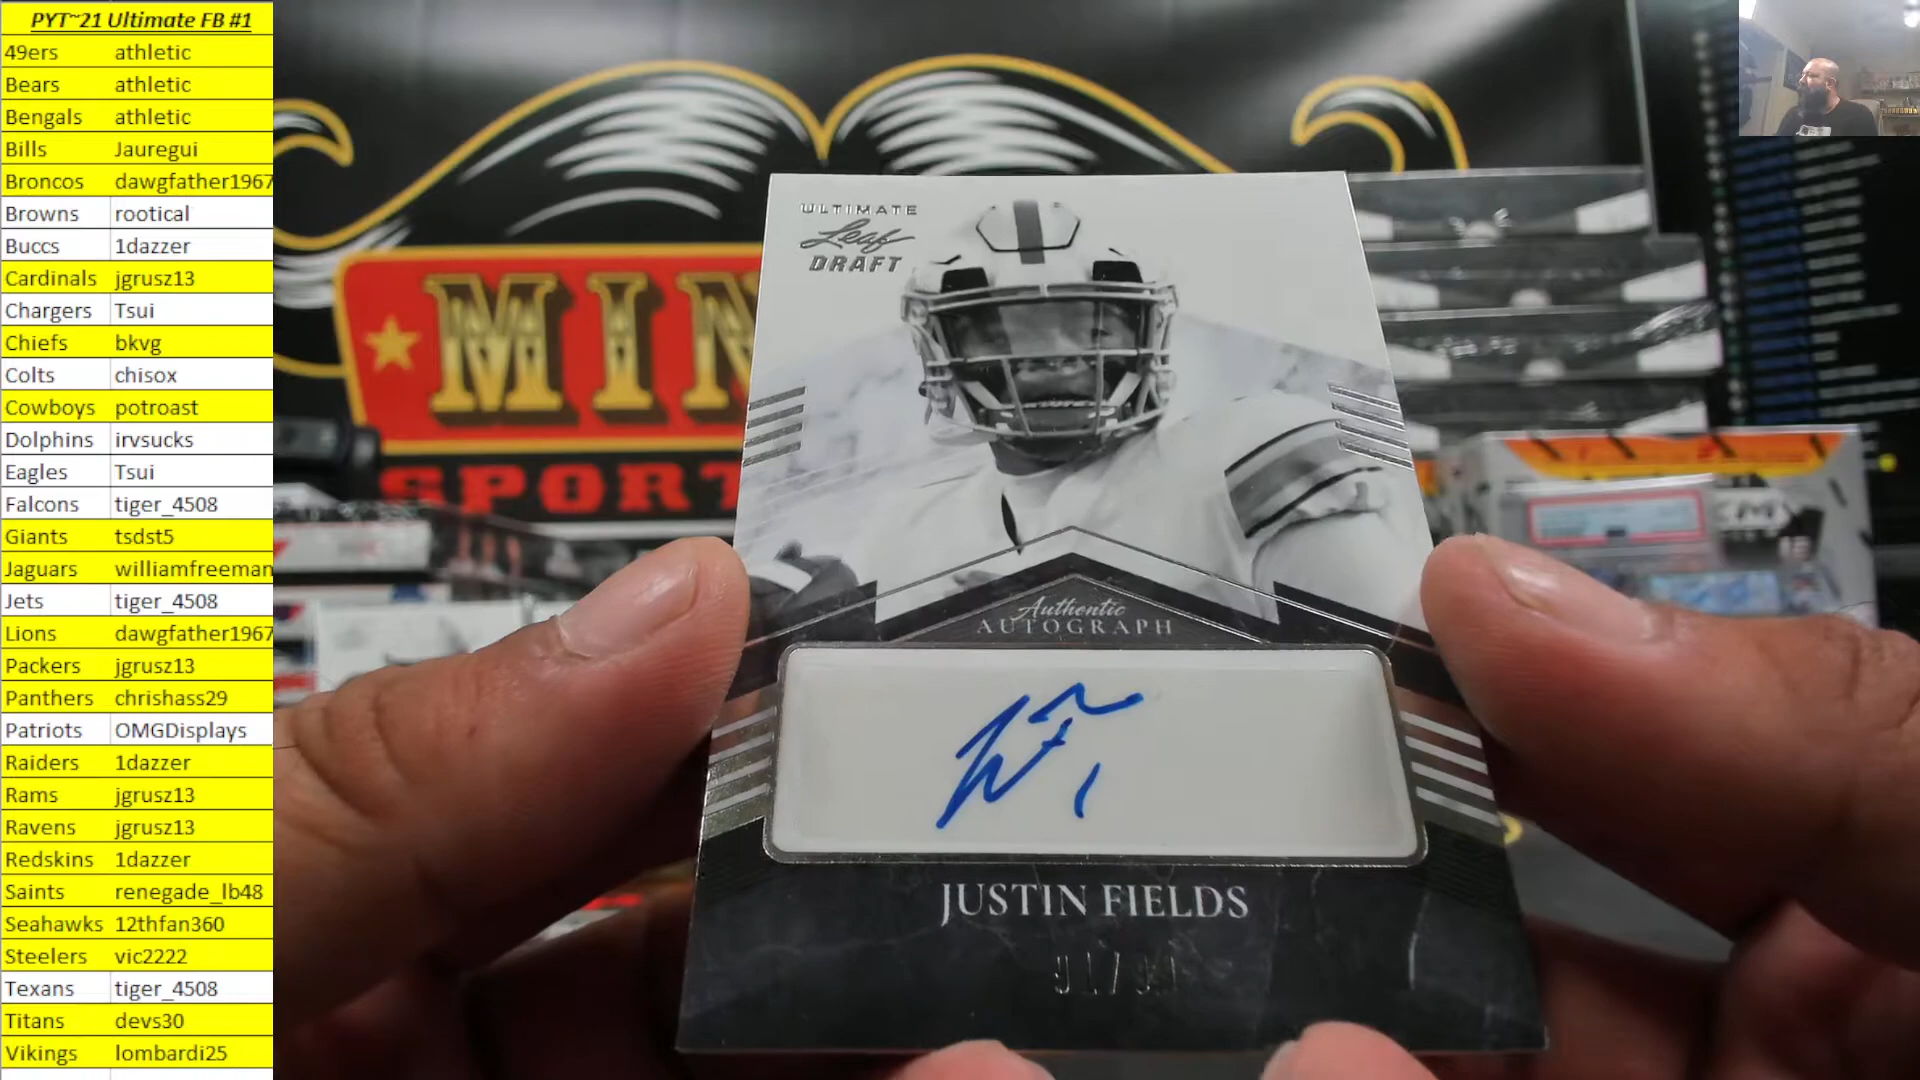 PYT~21 Ultimate FB #1
49ers athletic
Bears athletic
Bengals athletic
Bills Jauregui
Broncos dawgfather1967
Browns rootical
Buccs 1dazzer
Cardinals jgrusz13
Chargers Tsui
Chiefs bkvg
Colts chisox
Cowboys potroast
Dolphins irvsucks
Eagles Tsui
Falcons tiger_4508
Giants tsdst5
Jaguars williamfreeman
Jets tiger_4508
Lions dawgfather1967
Packers jgrusz13
Panthers chrishass29
Patriots OMGDisplays
Raiders 1dazzer
Rams jgrusz13
Ravens jgrusz13
Redskins 1dazzer
Saints renegade_lb48
Seahawks 12thfan360
Steelers vic2222
Texans tiger_4508
Titans devs30
Vikings lombardi25
MIN
SPORT
ULTIMATE
Leaf
DRAFT
Authentic
AUTOGRAPH
JUSTIN FIELDS